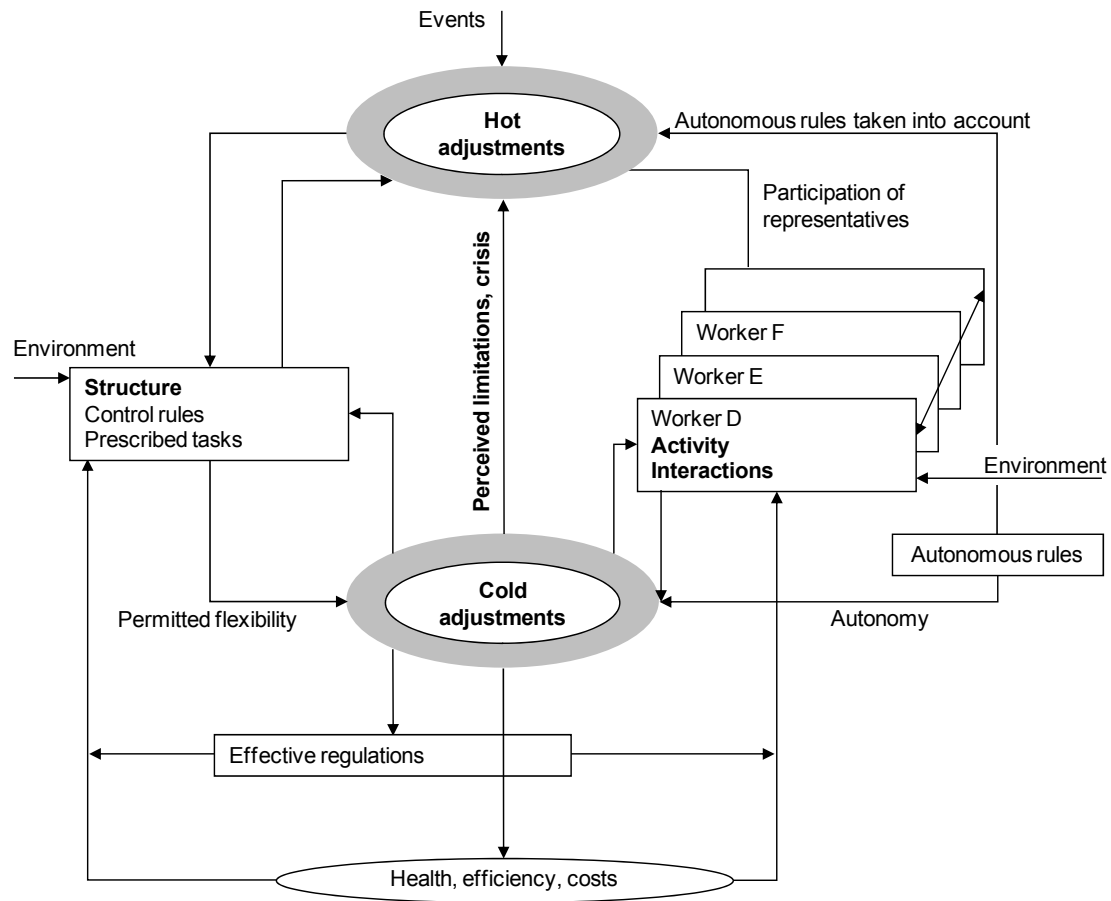 Events
Hot
adjustments
Autonomous rules taken into account
Participation of
representatives
Perceived limitations, crisis
Worker F
Environment
Worker E
Structure
Control rules
Prescribed tasks
Worker D
Activity
Interactions
Environment
Autonomous rules
Cold
adjustments
Permitted flexibility
Autonomy
Effective regulations
Health, efficiency, costs